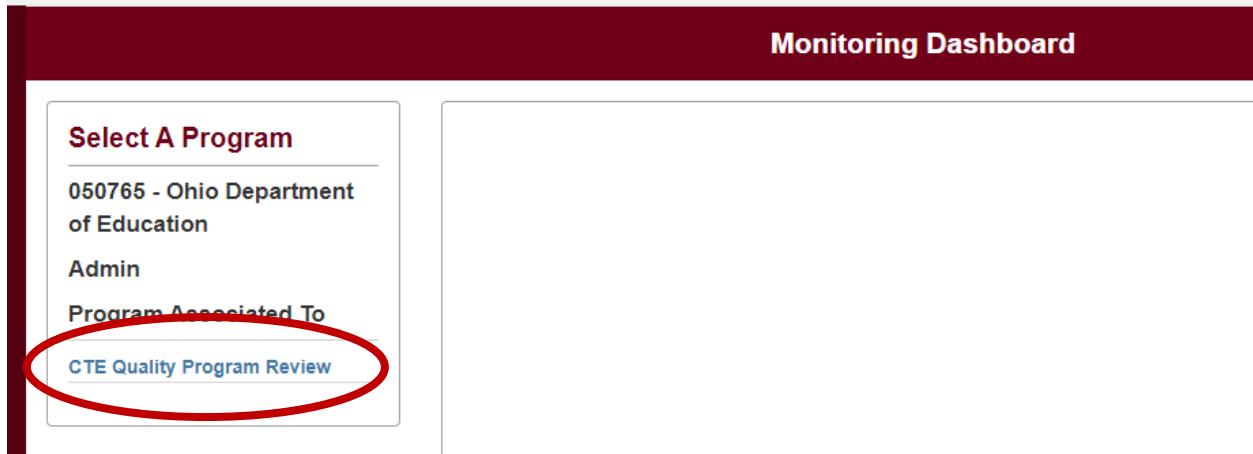 Monitoring Dashboard
Select A Program
050765 - Ohio Department
of Education
Admin
Program Associated To
CTE Quality Program Review